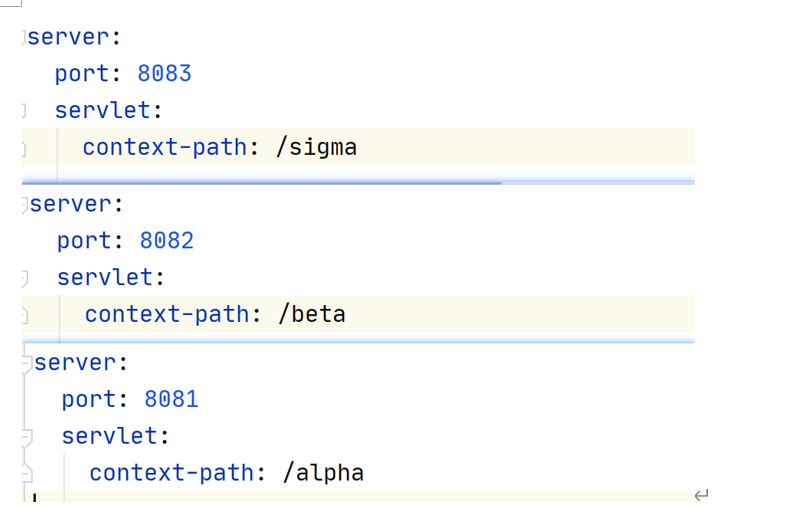 server:
port: 8083
servlet:
context-path: /sigma
server:
port: 8082
servlet:
context-path: /beta
server:
port: 8081
servlet:
context-path: /alpha